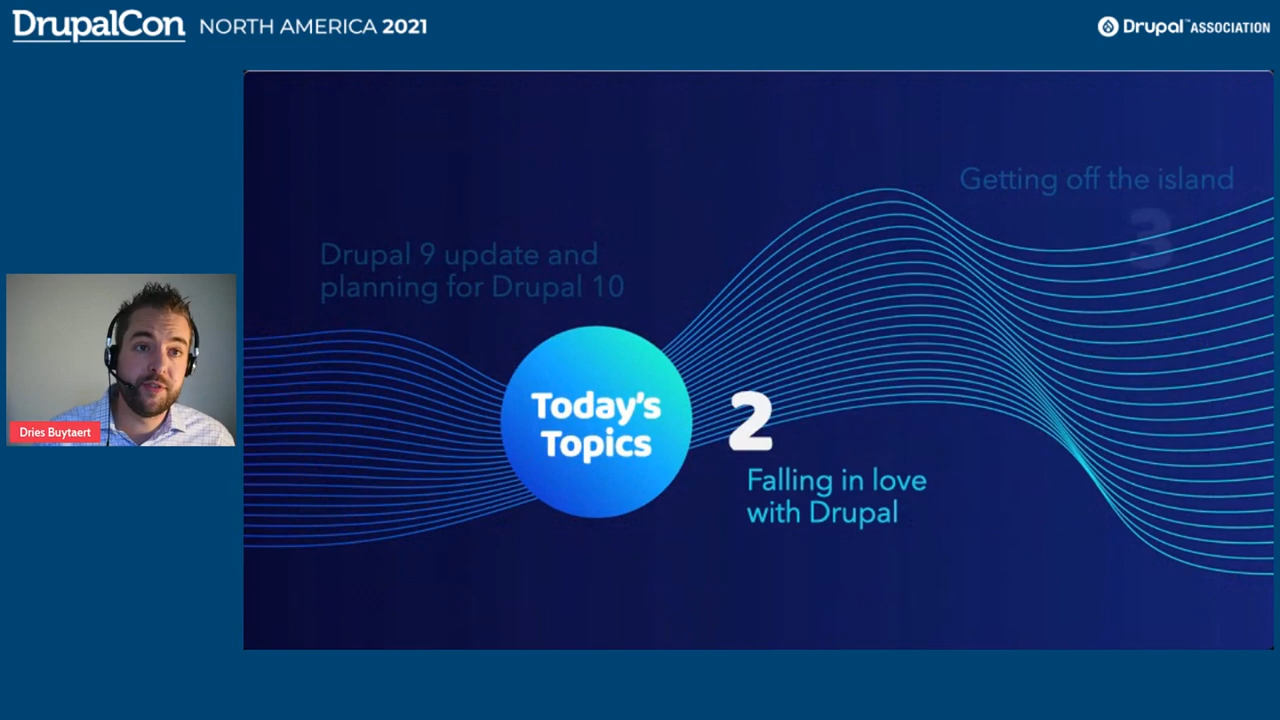 DrupalCon NORTH AMERICA 2021
Drupal™ ASSOCIATION
Getting off the island
3
Drupal 9 update and
planning for Drupal 10
Today's
Topics
2
Falling in love
with Drupal
Dries Buytaert